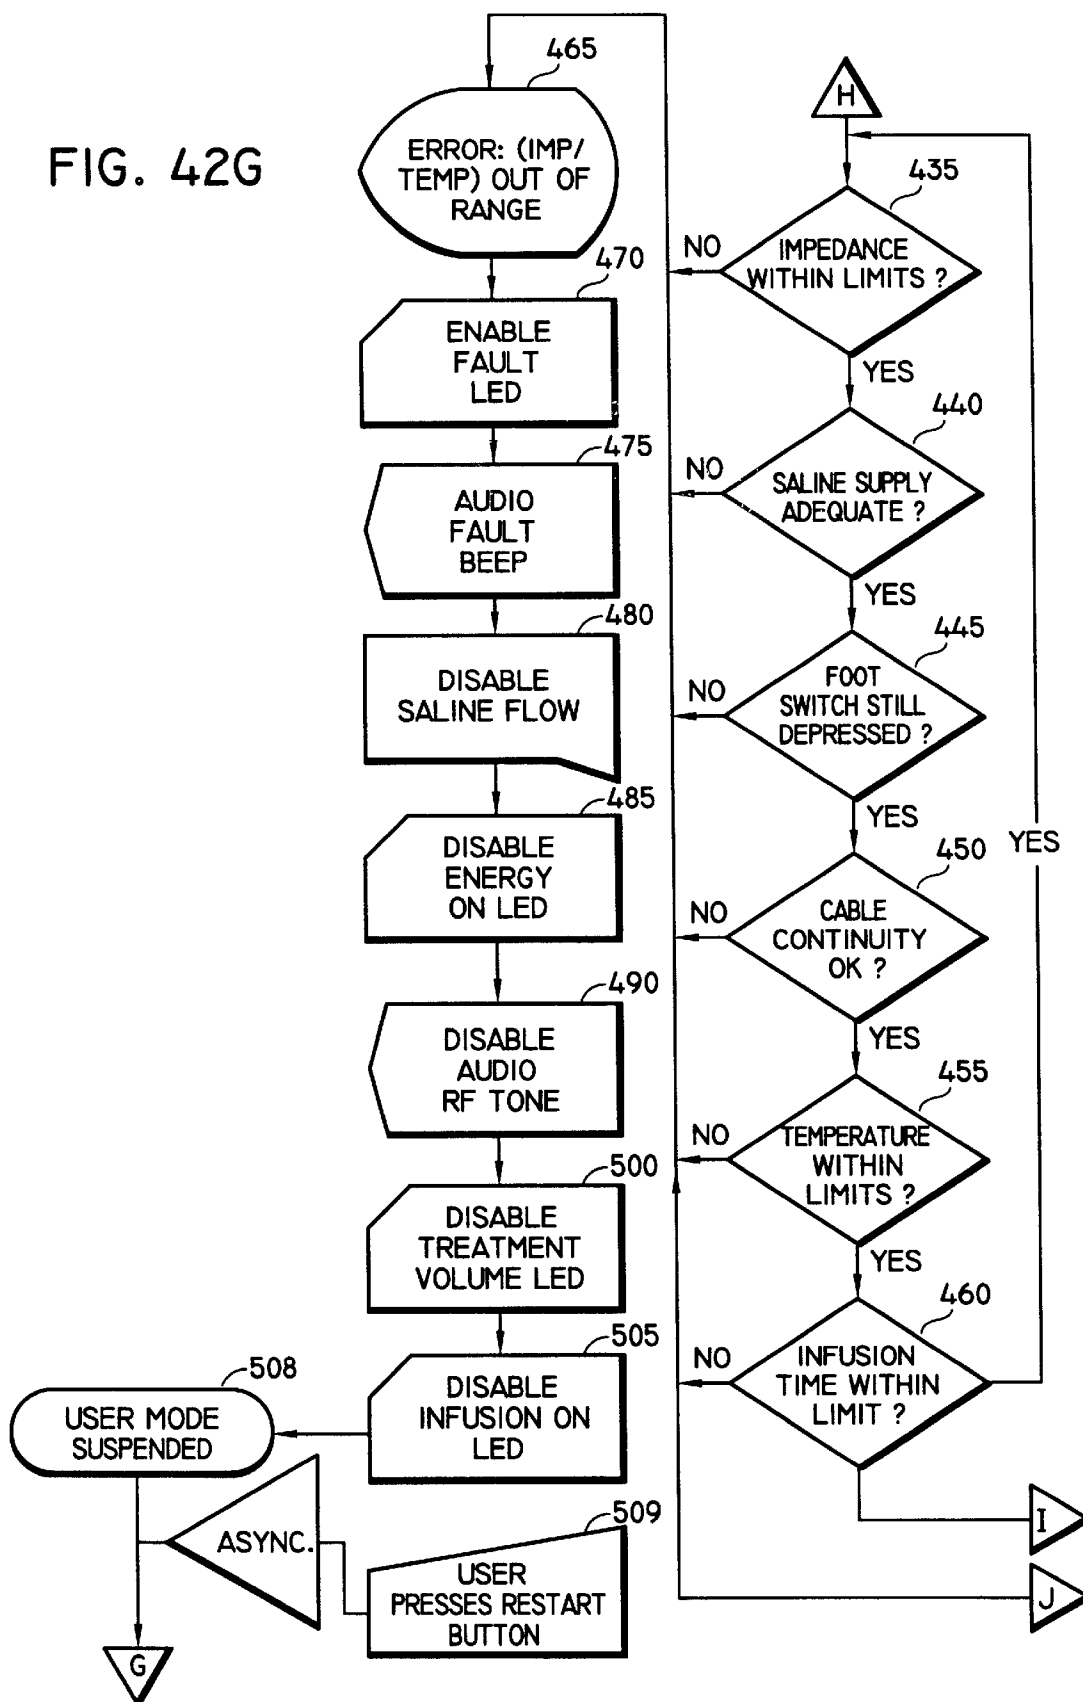 FIG. 42G
465
ERROR: (IMP/
TEMP) OUT OF
RANGE
470
ENABLE
FAULT
LED
475
AUDIO
FAULT
BEEP
480
DISABLE
SALINE FLOW
485
DISABLE
ENERGY
ON LED
490
DISABLE
AUDIO
RF TONE
500
DISABLE
TREATMENT
VOLUME LED
505
DISABLE
INFUSION ON
LED
508
USER MODE
SUSPENDED
ASYNC.
509
USER
PRESSES RESTART
BUTTON
G
H
435
IMPEDANCE
WITHIN LIMITS ?
NO
YES
440
SALINE SUPPLY
ADEQUATE ?
NO
YES
445
FOOT
SWITCH STILL
DEPRESSED ?
NO
YES
450
CABLE
CONTINUITY
OK ?
NO
YES
455
TEMPERATURE
WITHIN
LIMITS ?
NO
YES
460
INFUSION
TIME WITHIN
LIMIT ?
NO
YES
I
J